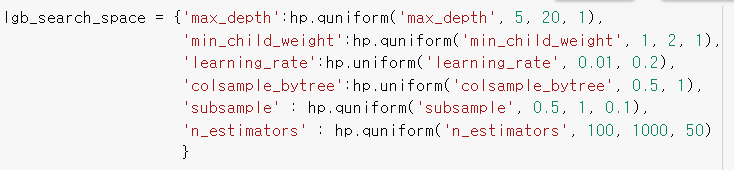 lgb_search_space = {'max_depth':hp.quniform('max_depth', 5, 20, 1),
'min_child_weight':hp.quniform('min_child_weight', 1, 2, 1),
'learning_rate':hp.uniform('learning_rate', 0.01, 0.2),
'colsample_bytree':hp.uniform('colsample_bytree', 0.5, 1),
'subsample' : hp.quniform('subsample', 0.5, 1, 0.1),
'n_estimators' : hp.quniform('n_estimators', 100, 1000, 50)
}